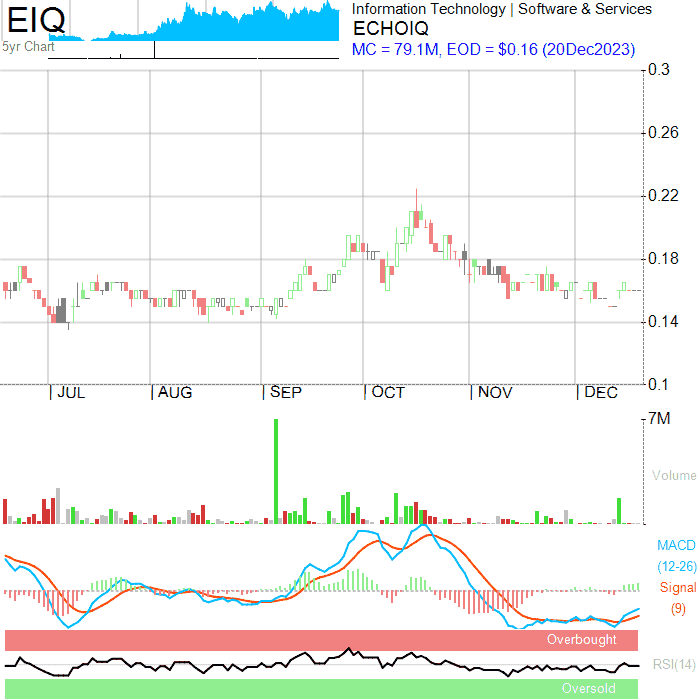 EIQ
5yr Chart
Information Technology | Software & Services
ECHOIQ
MC = 79.1M, EOD = $0.16 (20Dec2023)
0.3
0.26
0.22
0.18
0.14
0.1
JUL AUG SEP OCT NOV DEC
7M
Volume
MACD
(12-26)
Signal
(9)
Overbought
RSI(14)
Oversold